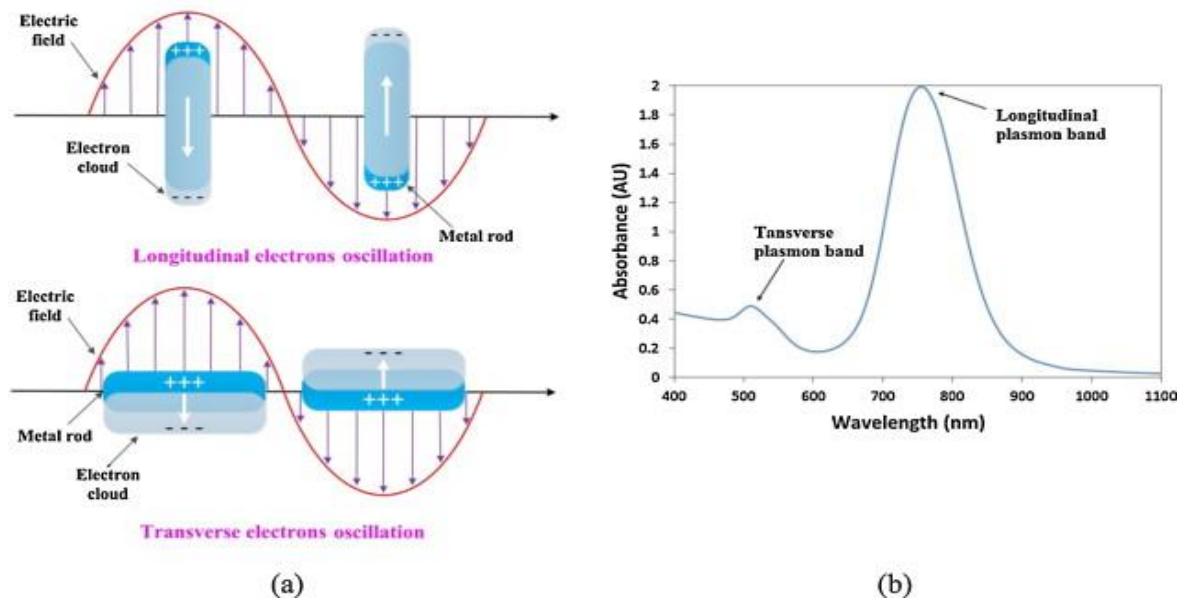 Electric
field
+++
- - -
Electron
cloud
- - -
+++
Metal rod
Longitudinal electrons oscillation
Electric
field
+++
- - -
Metal rod
Electron
cloud
- - -
+++
Transverse electrons oscillation
(a)
Absorbance (AU)
2
1.8
1.6
1.4
1.2
1
0.8
0.6
0.4
0.2
0
Longitudinal
plasmon band
Tansverse
plasmon band
400 500 600 700 800 900 1000 1100
Wavelength (nm)
(b)